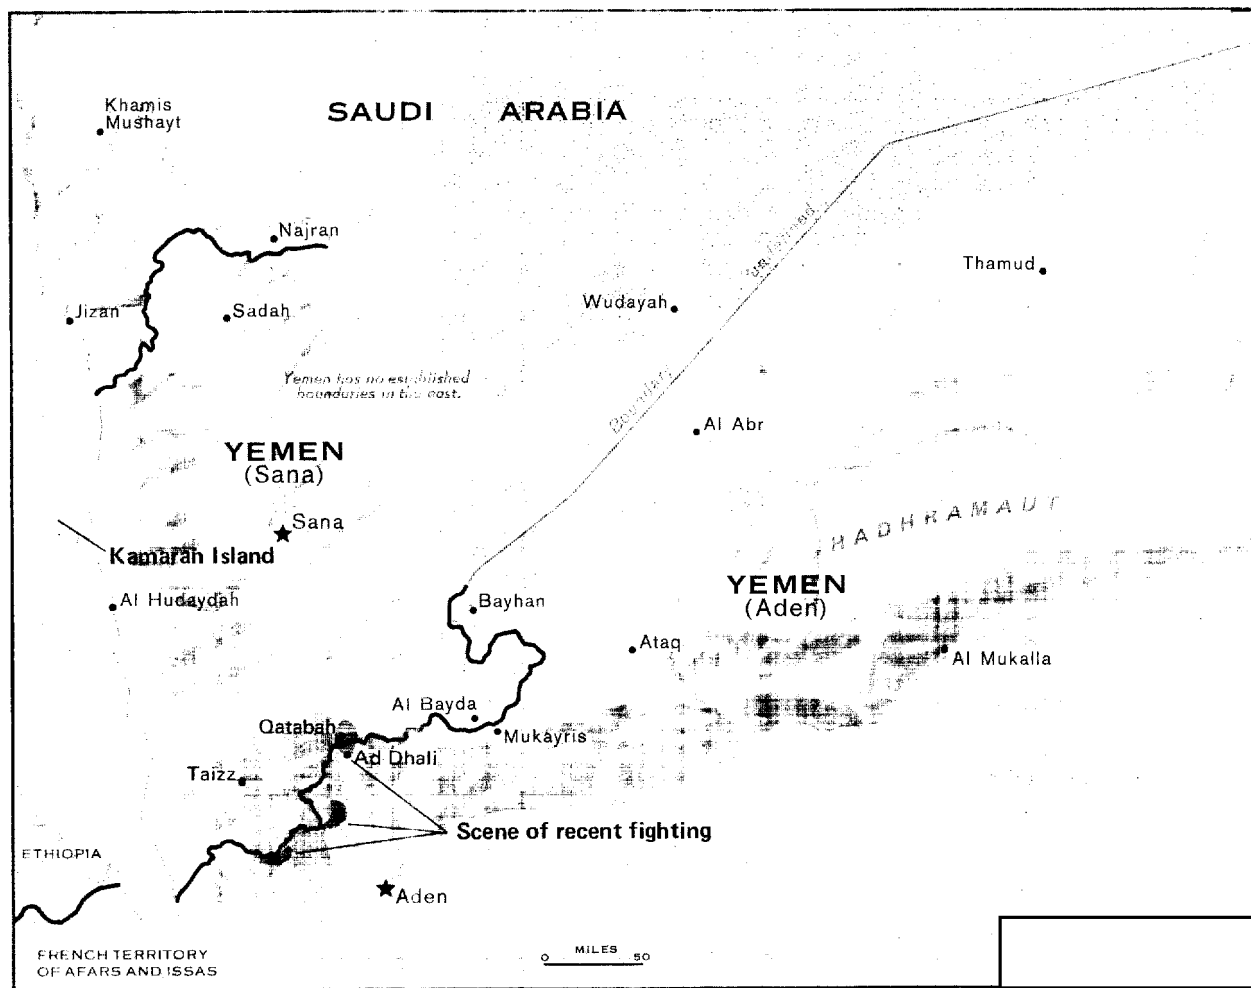 Khamis
Mushayt
SAUDI ARABIA
Najran
Thamud
Wudayah
Jizan
Sadah
Yemen has no established
boundaries in the east.
Boundary
Al Abr
YEMEN
(Sana)
Sana
HADHRAMAUT
Kamaran Island
YEMEN
(Aden)
Al Hudaydah
Bayhan
Ataq
Al Mukalla
Al Bayda
Qatabah
Mukayris
Ad Dhali
Taizz
Scene of recent fighting
ETHIOPIA
Aden
FRENCH TERRITORY
OF AFARS AND ISSAS
MILES
0 50